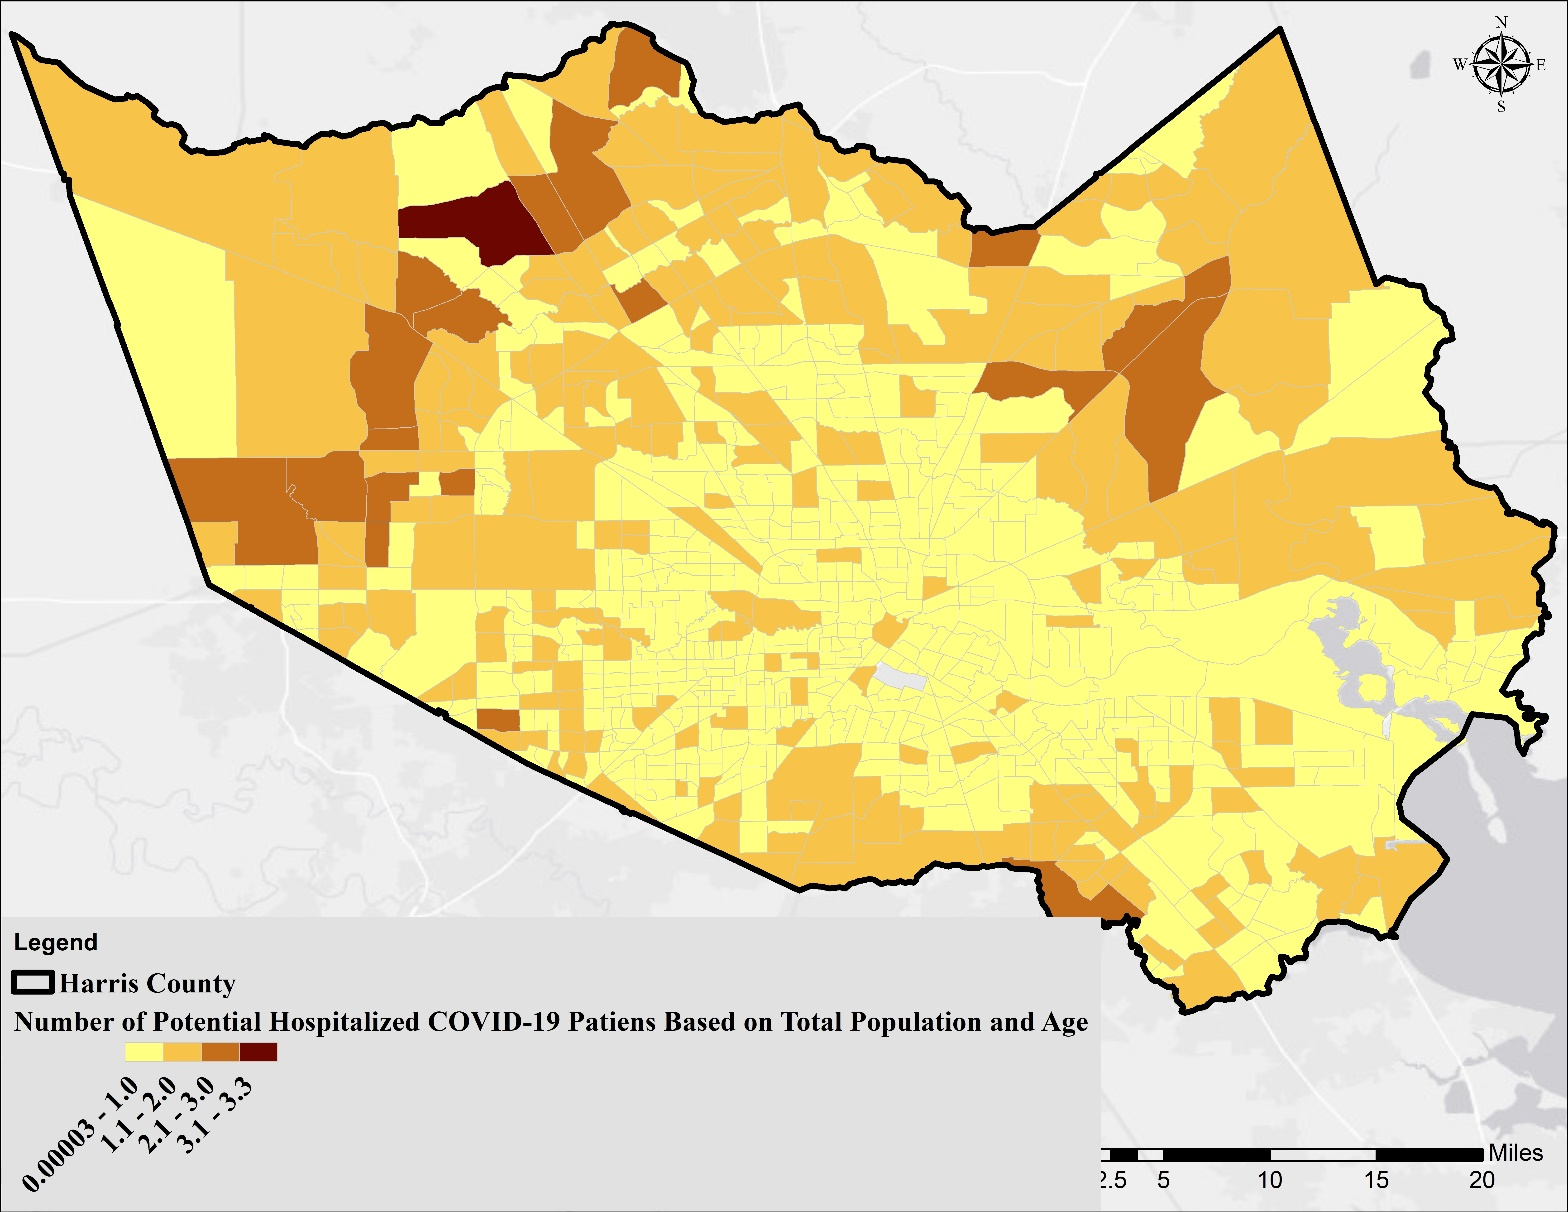 N
W E
S
Legend
Harris County
Number of Potential Hospitalized COVID-19 Patiens Based on Total Population and Age
0.00003 - 1.0
1.1 - 2.0
2.1 - 3.0
3.1 - 3.3
Miles
2.5 5 10 15 20